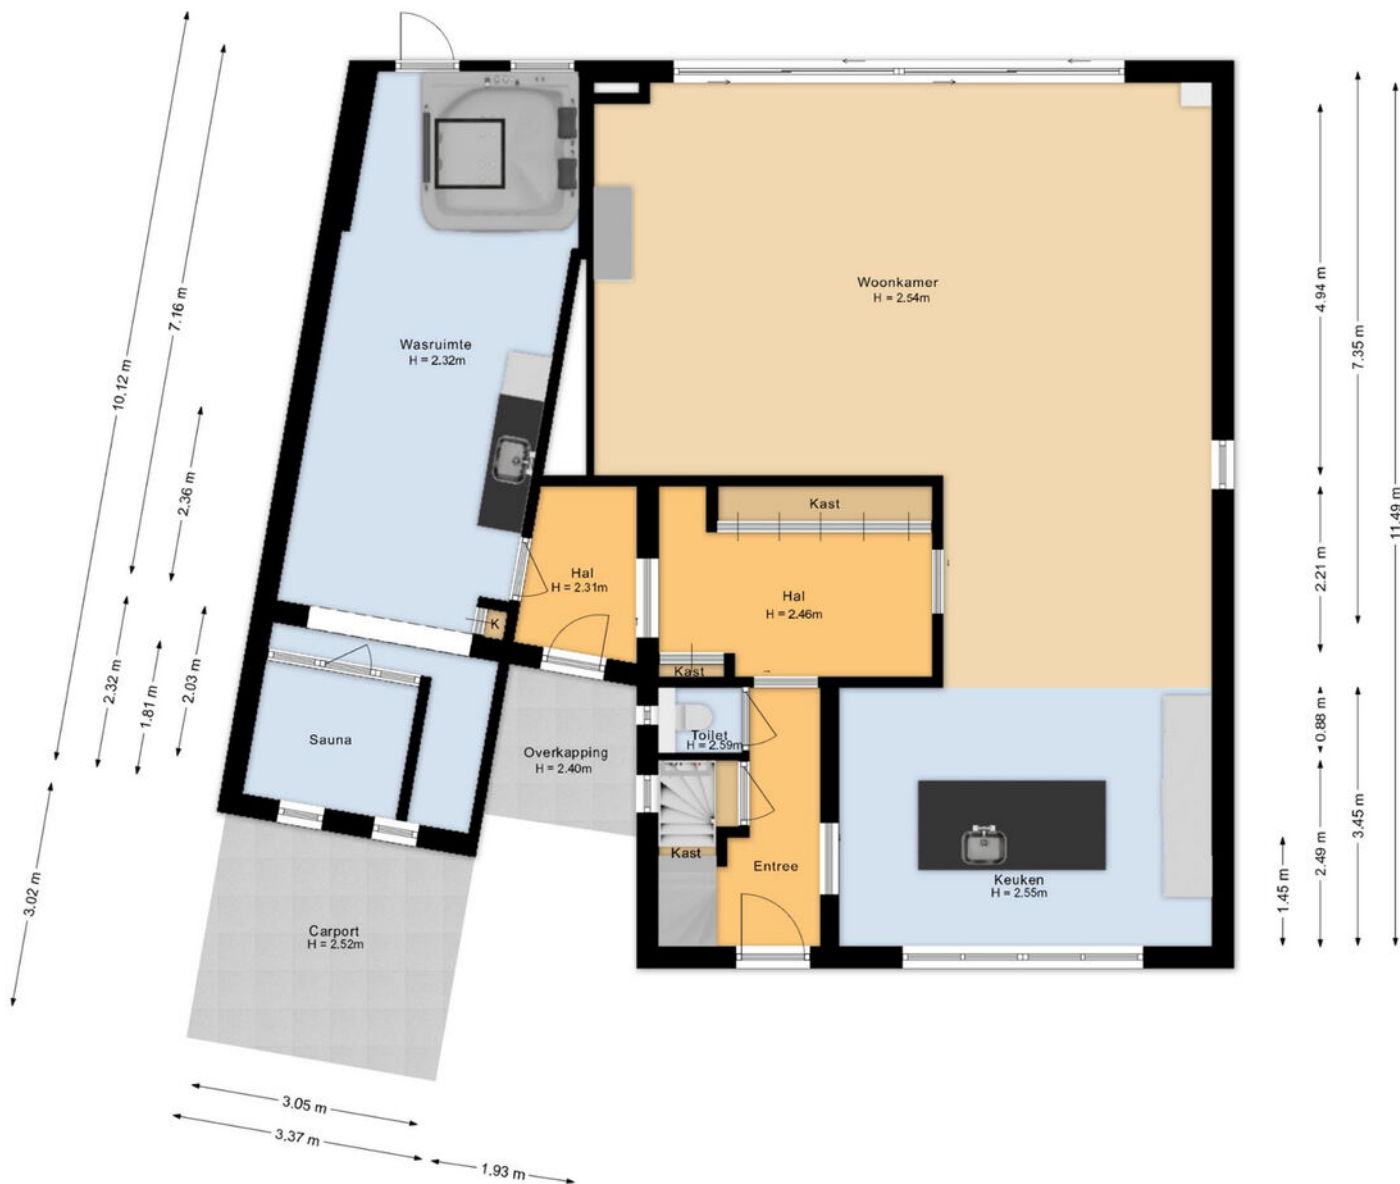 Woonkamer
H = 2.54m
Wasruimte
H = 2.32m
Kast
Hal
H = 2.31m
Hal
H = 2.46m
K
Kast
Toilet
H = 2.59m
Sauna
Overkapping
H = 2.40m
Kast
Entree
Keuken
H = 2.55m
Carport
H = 2.52m
10.12 m
7.16 m
2.36 m
2.32 m
1.81 m
2.03 m
3.02 m
3.05 m
3.37 m
1.93 m
4.94 m
7.35 m
11.49 m
2.21 m
0.88 m
3.45 m
2.49 m
1.45 m